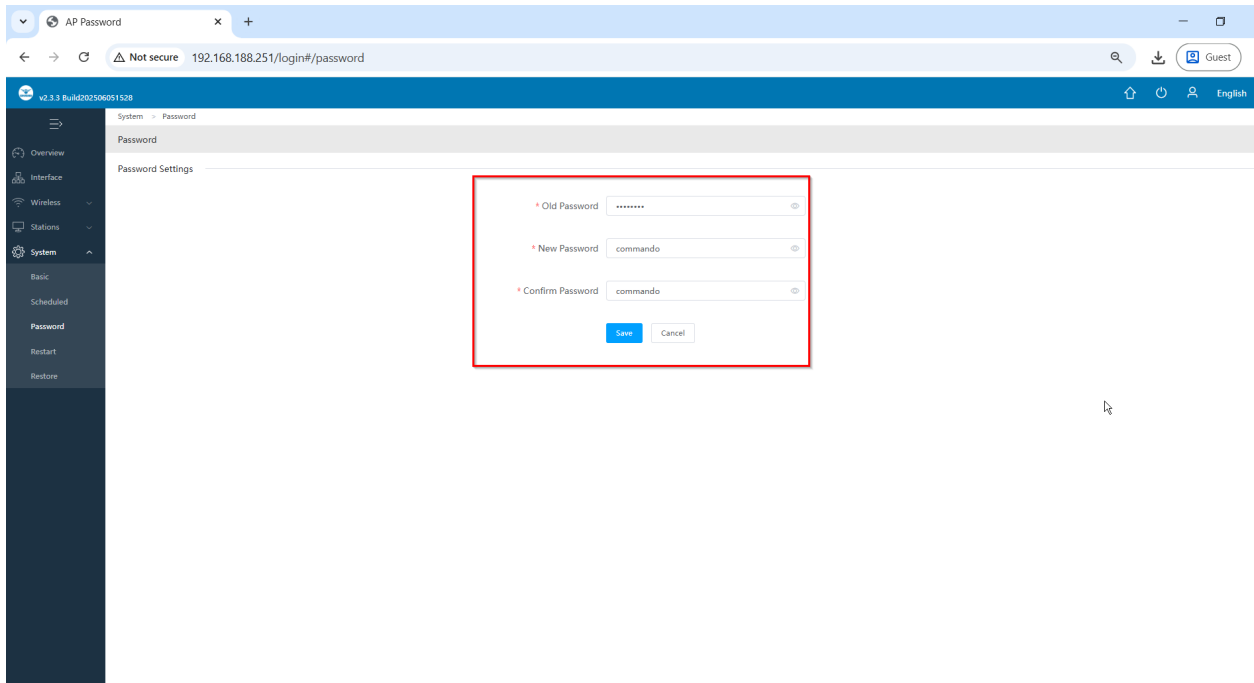 AP Password
Not secure 192.168.188.251/login#/password Guest
v2.3.3 Build202506051528 English
System > Password
Password
Password Settings
Overview
Interface
Wireless
Stations
System
Basic
Scheduled
Password
Restart
Restore
* Old Password ••••••••
* New Password commando
* Confirm Password commando
Save Cancel